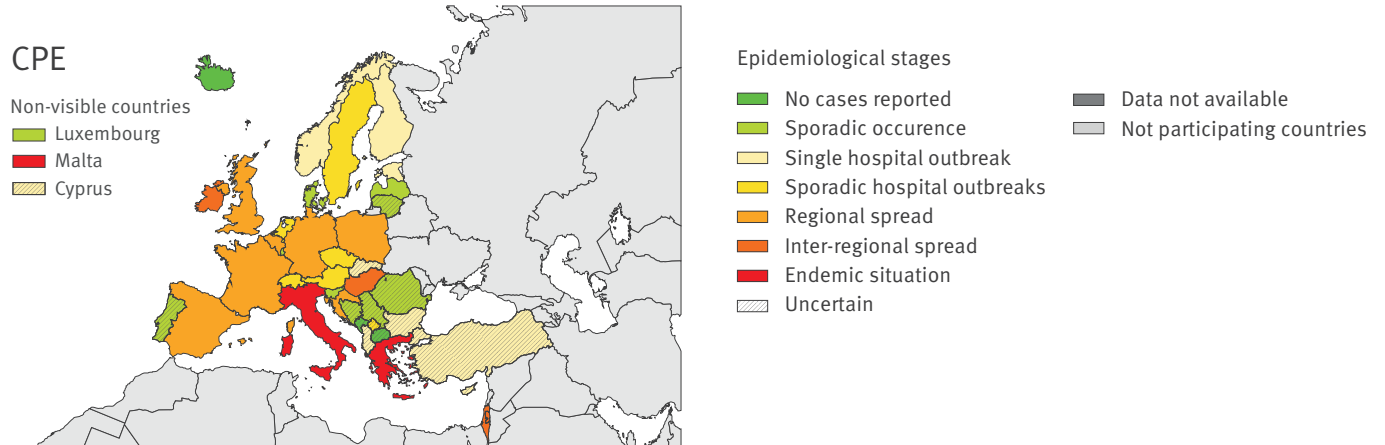 CPE
Non-visible countries
Luxembourg
Malta
Cyprus
Epidemiological stages
No cases reported
Sporadic occurence
Single hospital outbreak
Sporadic hospital outbreaks
Regional spread
Inter-regional spread
Endemic situation
Uncertain
Data not available
Not participating countries